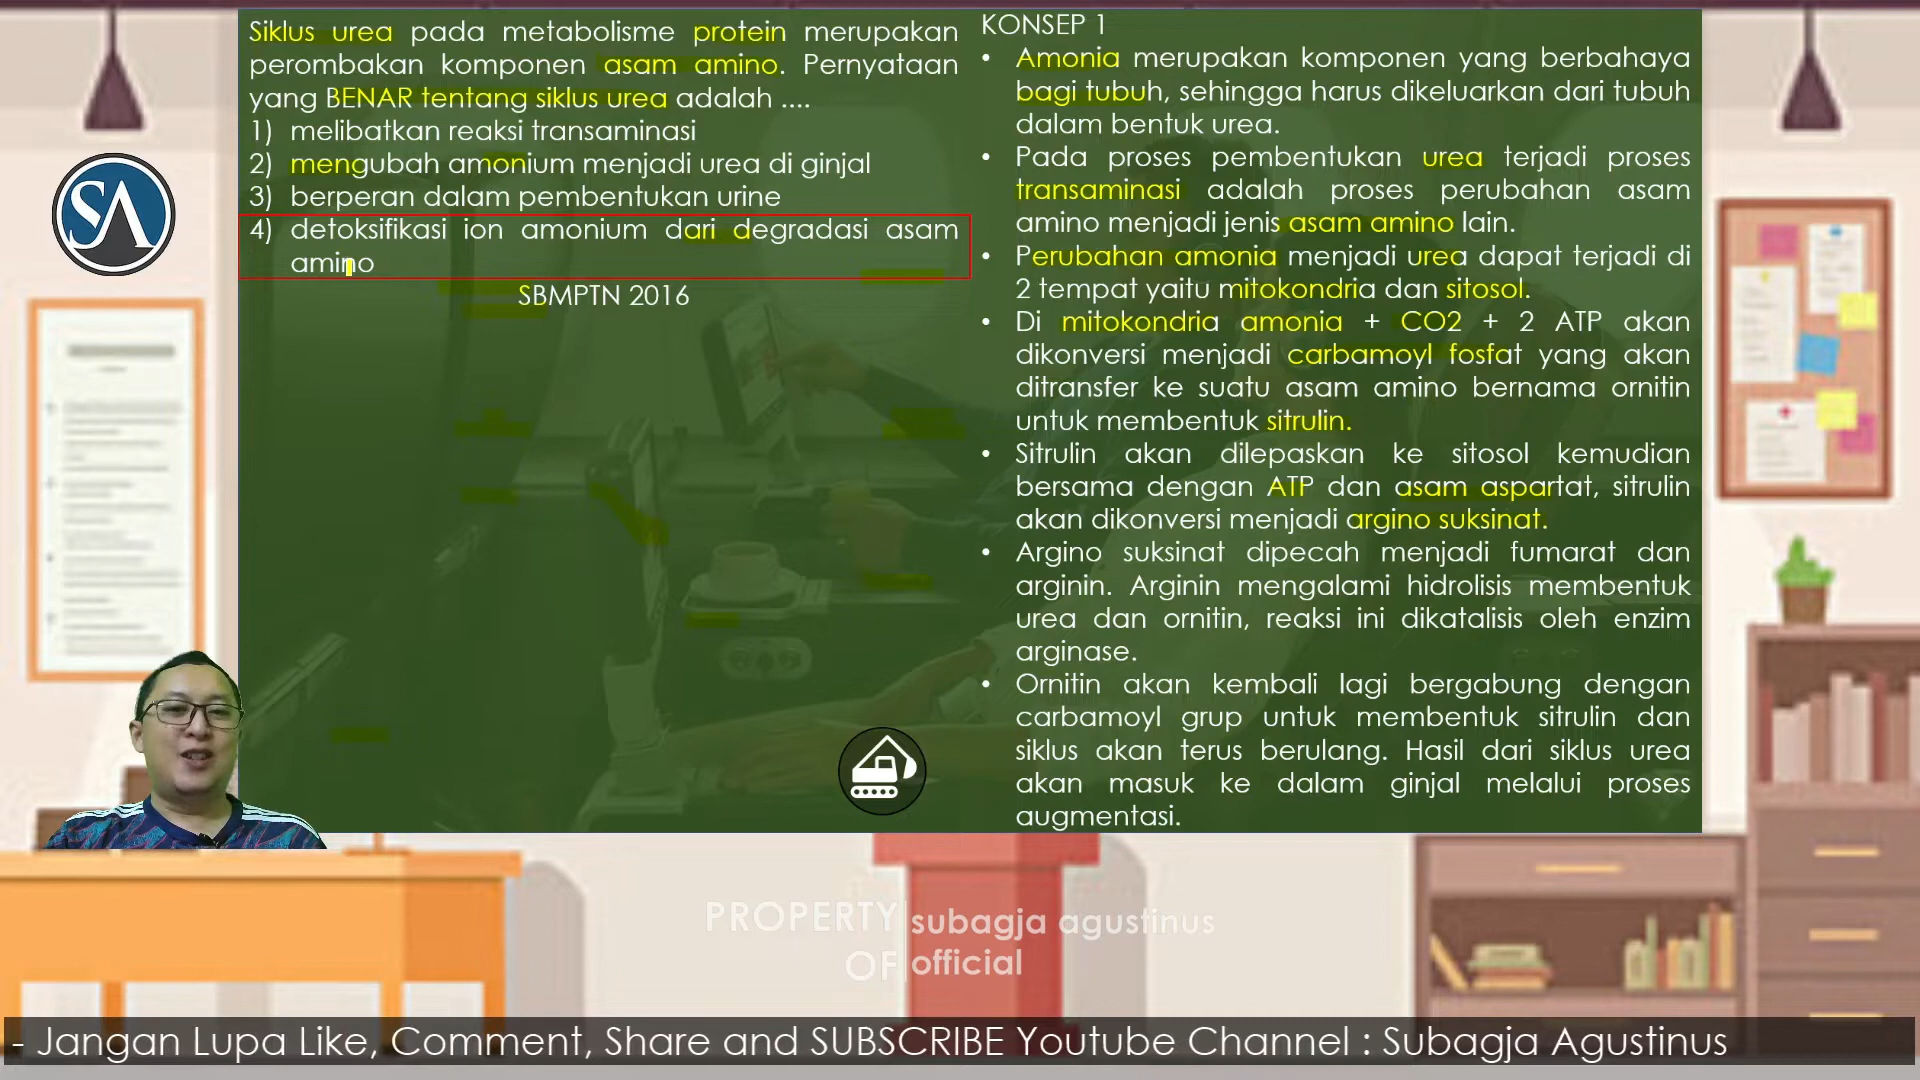 Siklus urea pada metabolisme protein merupakan
perombakan komponen asam amino. Pernyataan
yang BENAR tentang siklus urea adalah ....
1) melibatkan reaksi transaminasi
2) mengubah amonium menjadi urea di ginjal
3) berperan dalam pembentukan urine
4) detoksifikasi ion amonium dari degradasi asam
amino
SBMPTN 2016
KONSEP 1
• Amonia merupakan komponen yang berbahaya
bagi tubuh, sehingga harus dikeluarkan dari tubuh
dalam bentuk urea.
• Pada proses pembentukan urea terjadi proses
transaminasi adalah proses perubahan asam
amino menjadi jenis asam amino lain.
• Perubahan amonia menjadi urea dapat terjadi di
2 tempat yaitu mitokondria dan sitosol.
• Di mitokondria amonia + CO2 + 2 ATP akan
dikonversi menjadi carbamoyl fosfat yang akan
ditransfer ke suatu asam amino bernama ornitin
untuk membentuk sitrulin.
• Sitrulin akan dilepaskan ke sitosol kemudian
bersama dengan ATP dan asam aspartat, sitrulin
akan dikonversi menjadi argino suksinat.
• Argino suksinat dipecah menjadi fumarat dan
arginin. Arginin mengalami hidrolisis membentuk
urea dan ornitin, reaksi ini dikatalisis oleh enzim
arginase.
• Ornitin akan kembali lagi bergabung dengan
carbamoyl grup untuk membentuk sitrulin dan
siklus akan terus berulang. Hasil dari siklus urea
akan masuk ke dalam ginjal melalui proses
augmentasi.
SA
PROPERTY OF
subagja agustinus
official
- Jangan Lupa Like, Comment, Share and SUBSCRIBE Youtube Channel : Subagja Agustinus